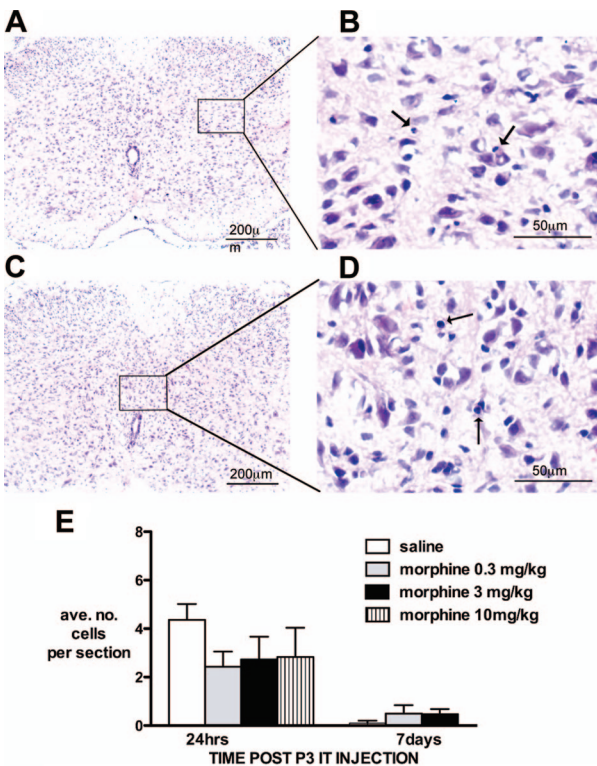 A
B
200μ
m
50μm
C
D
200μm
50μm
E
8
6
4
2
0
ave. no.
cells
per section
saline
morphine 0.3 mg/kg
morphine 3 mg/kg
morphine 10mg/kg
24hrs
7days
TIME POST P3 IT INJECTION